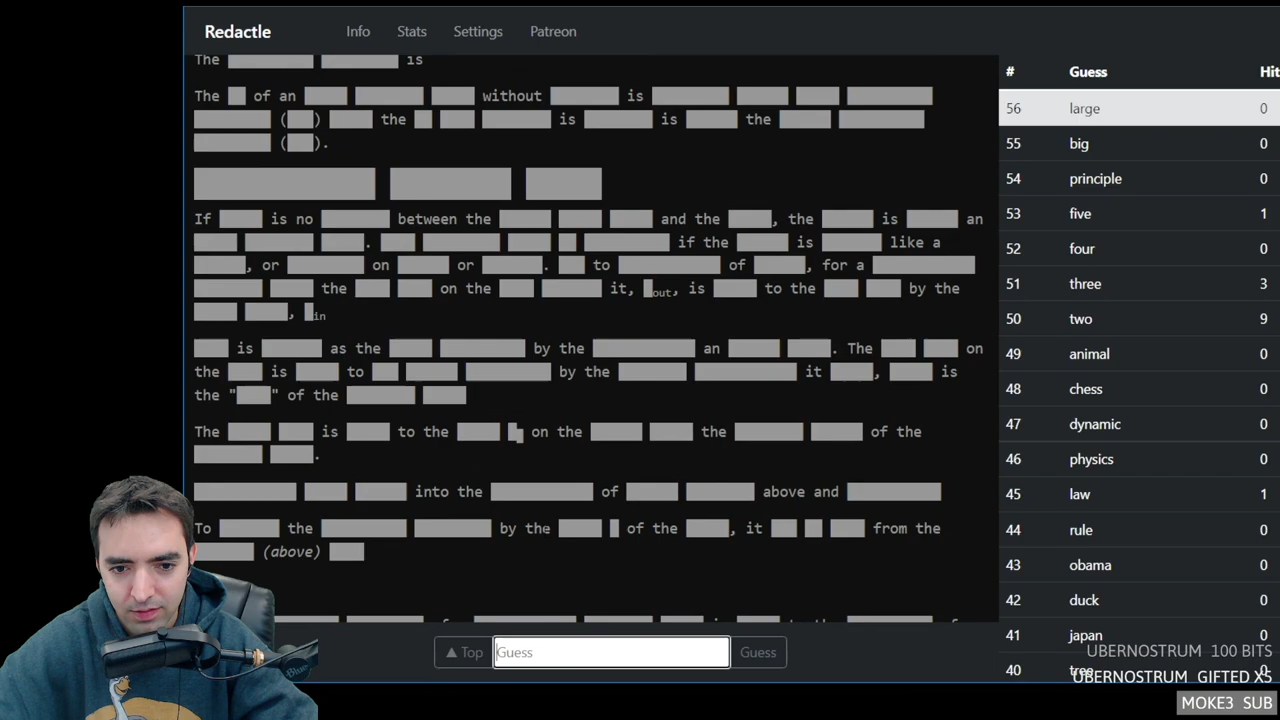 Redactle Info Stats Settings Patreon
The is
The of an without is
( ) the is is the
( ).
If is no between the and the , the is an
. if the is like a
, or on or . to of , for a
the on the it, out, is to the by the
, in
is as the by the an . The on
the is to by the it , is
the " " of the
The is to the on the the of the
.
into the of above and
To the by the of the , it from the
(above)
▲ Top Guess Guess
# Guess Hit
56 large 0
55 big 0
54 principle 0
53 five 1
52 four 0
51 three 3
50 two 9
49 animal 0
48 chess 0
47 dynamic 0
46 physics 0
45 law 1
44 rule 0
43 obama 0
42 duck 0
41 japan 0
40 tree 0
UBERNOSTRUM 100 BITS
UBERNOSTRUM GIFTED X5
MOKE3 SUB